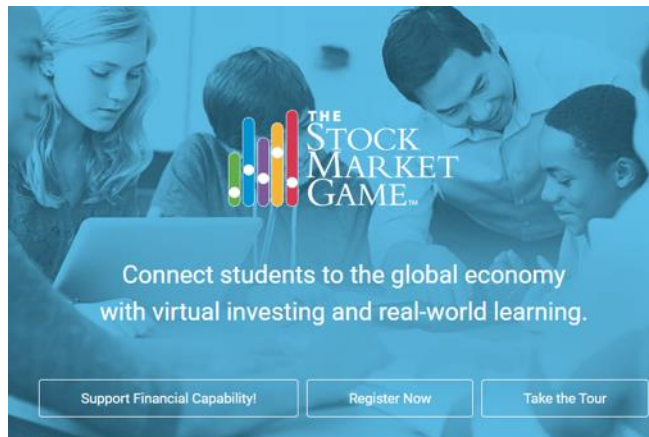 THE
STOCK
MARKET
GAME™
Connect students to the global economy
with virtual investing and real-world learning.
Support Financial Capability!
Register Now
Take the Tour